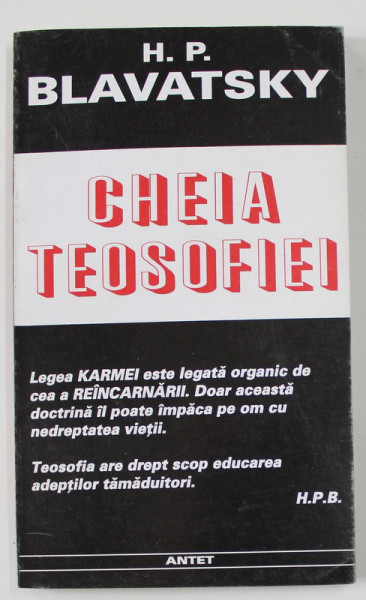 H. P.
BLAVATSKY
CHEIA
TEOSOFIEI
Legea KARMEI este legată organic de
cea a REÎNCARNĂRII. Doar această
doctrină îl poate împăca pe om cu
nedreptatea vieții.
Teosofia are drept scop educarea
adepților tămăduitori.
H.P.B.
ANTET